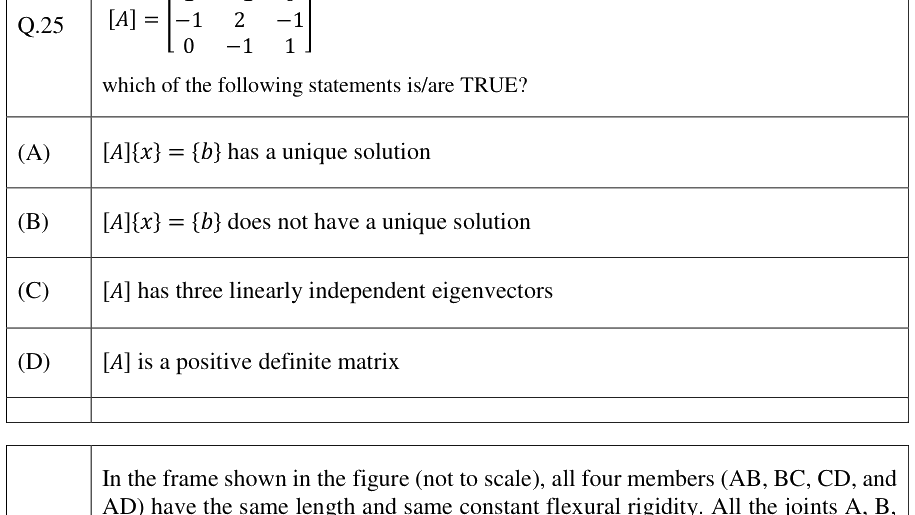 Q.25 [A] = [−1 2 −1
0 −1 1]
which of the following statements is/are TRUE?
(A) [A]{x} = {b} has a unique solution
(B) [A]{x} = {b} does not have a unique solution
(C) [A] has three linearly independent eigenvectors
(D) [A] is a positive definite matrix
In the frame shown in the figure (not to scale), all four members (AB, BC, CD, and
AD) have the same length and same constant flexural rigidity. All the joints A, B,